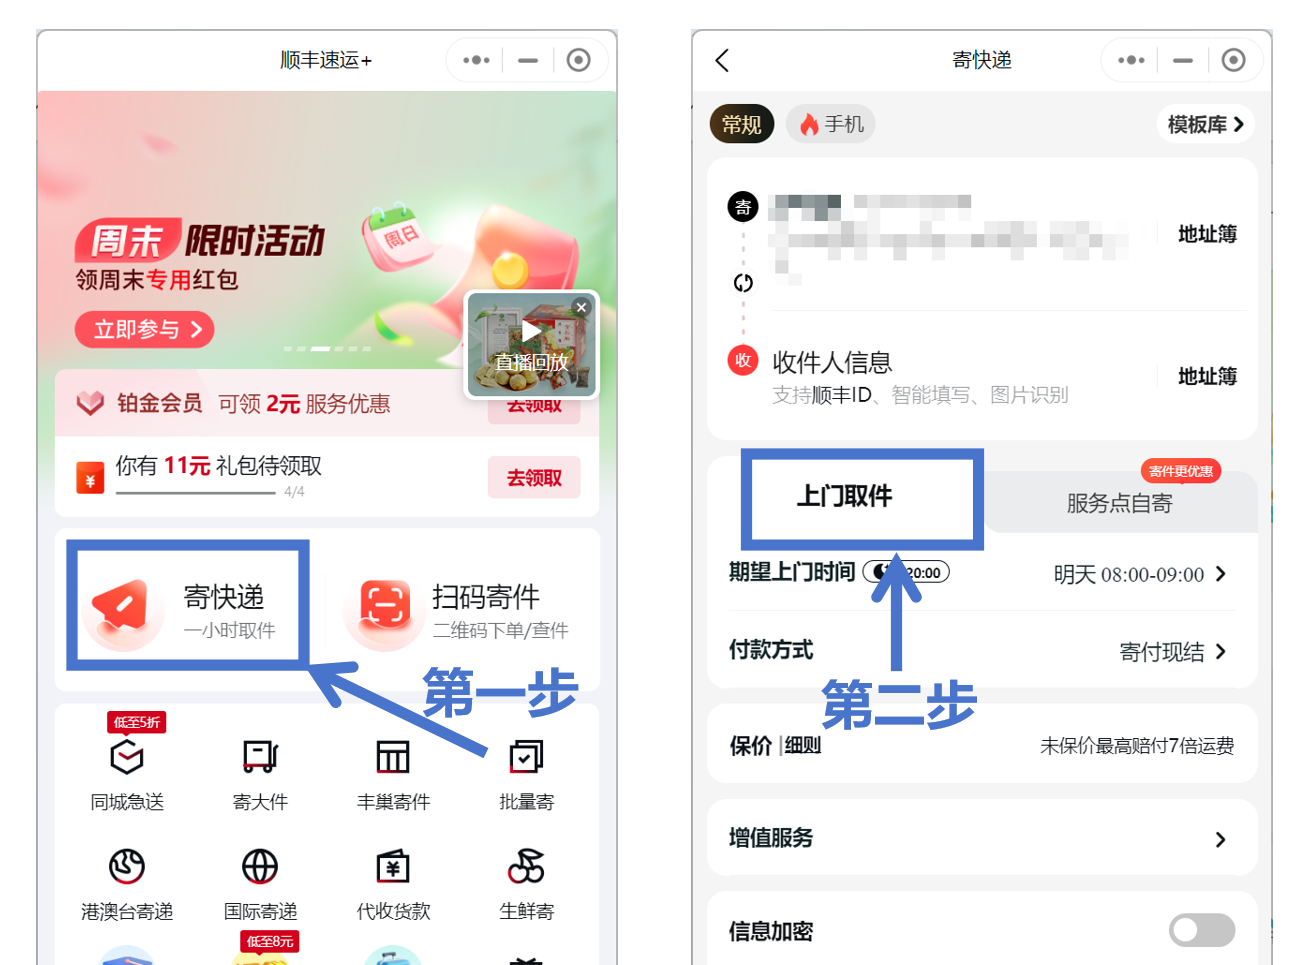 顺丰速运+
周末 限时活动
领周末专用红包
立即参与
周日
直播回放
铂金会员 可领 2元 服务优惠
去领取
你有 11元 礼包待领取
4/4
去领取
寄快递
一小时取件
扫码寄件
二维码下单/查件
第一步
低至5折
同城急送
寄大件
丰巢寄件
批量寄
港澳台寄递
国际寄递
代收货款
生鲜寄
低至8元
寄快递
常规
手机
模板库
寄
地址簿
收
收件人信息
支持顺丰ID、智能填写、图片识别
地址簿
上门取件
寄件更优惠
服务点自寄
期望上门时间
20:00
明天 08:00-09:00
付款方式
寄付现结
第二步
保价 |细则
未保价最高赔付7倍运费
增值服务
信息加密